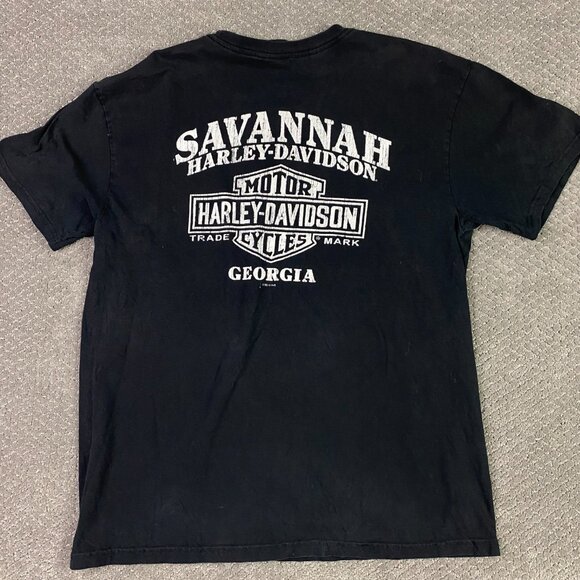 SAVANNAH
HARLEY-DAVIDSON
MOTOR
HARLEY-DAVIDSON
TRADE MARK
CYCLES ®
GEORGIA